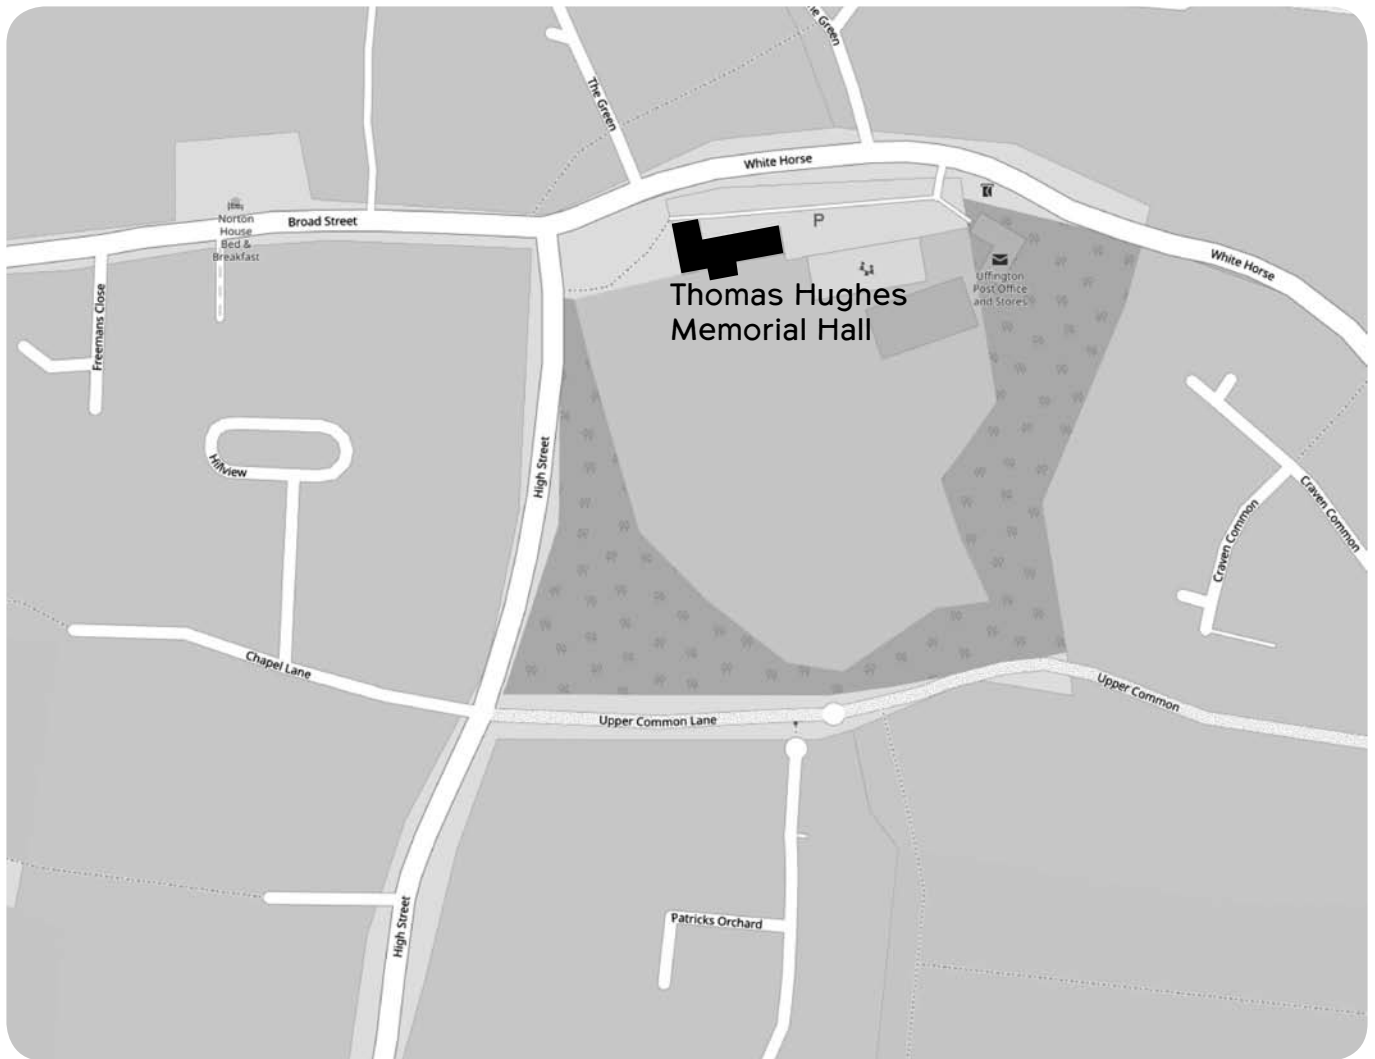 The Green
The Green
White Horse
Norton
House
Bed &
Breakfast
Broad Street
P
White Horse
Uffington
Post Office
and Stores
Thomas Hughes
Memorial Hall
Freemans Close
Hillview
High Street
Craven Common
Craven Common
Chapel Lane
Upper Common Lane
Upper Common
Patricks Orchard
High Street